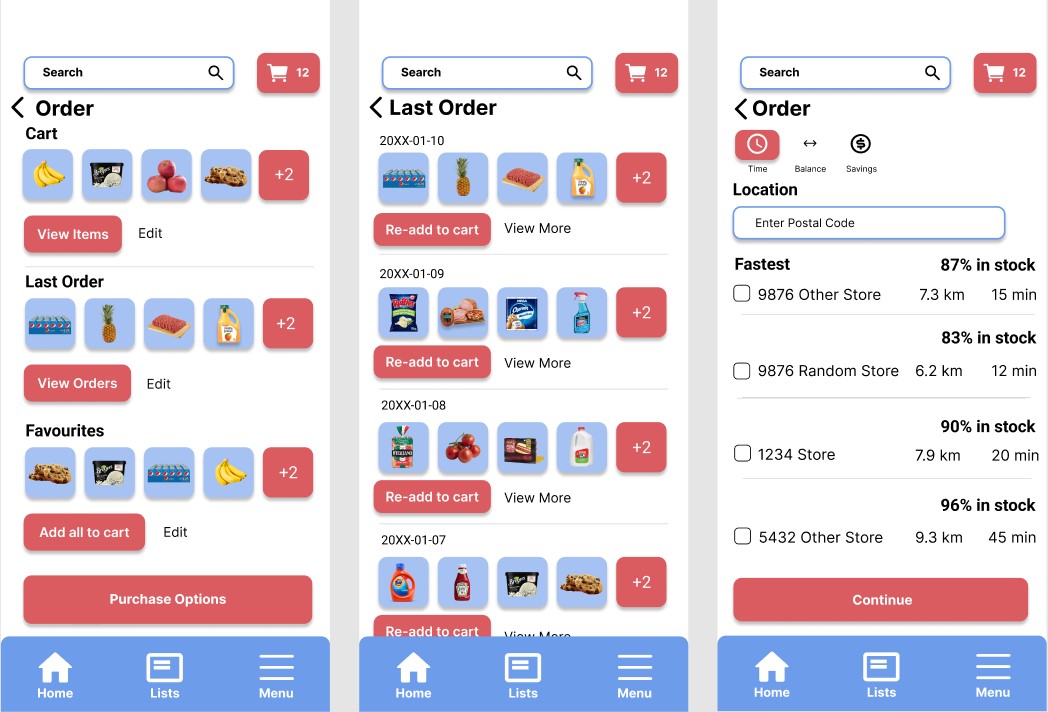 Search
12
Order
Cart
+2
View Items
Edit
Last Order
+2
View Orders
Edit
Favourites
+2
Add all to cart
Edit
Purchase Options
Home
Lists
Menu
Search
12
Last Order
20XX-01-10
+2
Re-add to cart
View More
20XX-01-09
+2
Re-add to cart
View More
20XX-01-08
+2
Re-add to cart
View More
20XX-01-07
+2
Re-add to cart
View More
Home
Lists
Menu
Search
12
Order
Time
Balance
Savings
Location
Enter Postal Code
Fastest
87% in stock
9876 Other Store
7.3 km
15 min
83% in stock
9876 Random Store
6.2 km
12 min
90% in stock
1234 Store
7.9 km
20 min
96% in stock
5432 Other Store
9.3 km
45 min
Continue
Home
Lists
Menu